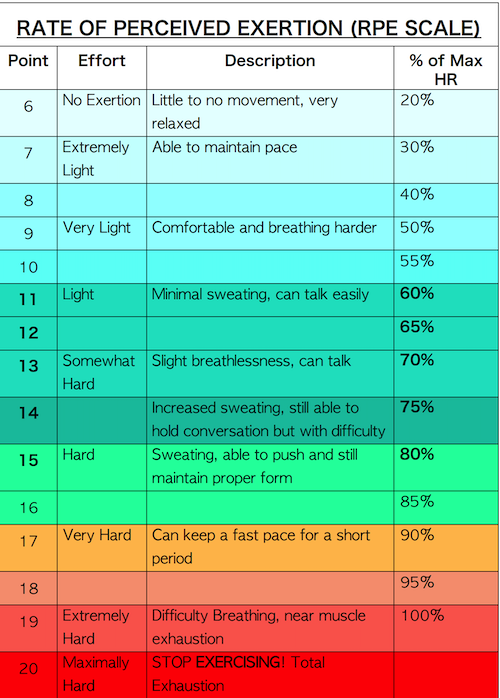 RATE OF PERCEIVED EXERTION (RPE SCALE)
Point Effort Description % of Max
HR
6 No Exertion Little to no movement, very 20%
relaxed
7 Extremely Able to maintain pace 30%
Light
8 40%
9 Very Light Comfortable and breathing harder 50%
10 55%
11 Light Minimal sweating, can talk easily 60%
12 65%
13 Somewhat Slight breathlessness, can talk 70%
Hard
14 Increased sweating, still able to 75%
hold conversation but with difficulty
15 Hard Sweating, able to push and still 80%
maintain proper form
16 85%
17 Very Hard Can keep a fast pace for a short 90%
period
18 95%
19 Extremely Difficulty Breathing, near muscle 100%
Hard exhaustion
20 Maximally STOP EXERCISING! Total
Hard Exhaustion